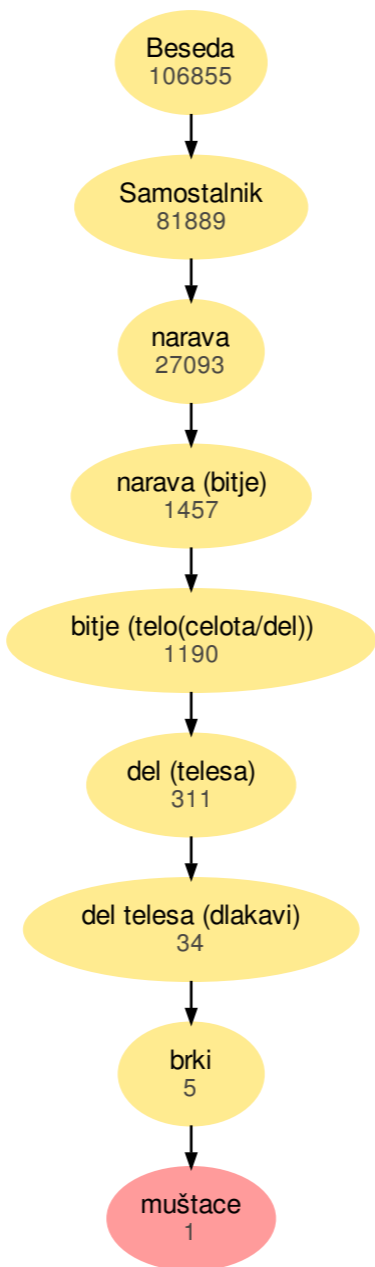 Beseda
106855
Samostalnik
81889
narava
27093
narava (bitje)
1457
bitje (telo(celota/del))
1190
del (telesa)
311
del telesa (dlakavi)
34
brki
5
muštace
1